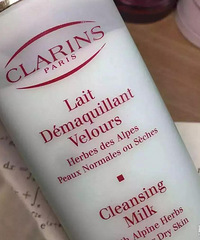 CLARINS
PARIS
Lait
Démaquillant
Velours
Herbes des Alpes
Peaux Normales ou Sèches
Cleansing
Milk
Alpine Herbs
Dry Skin